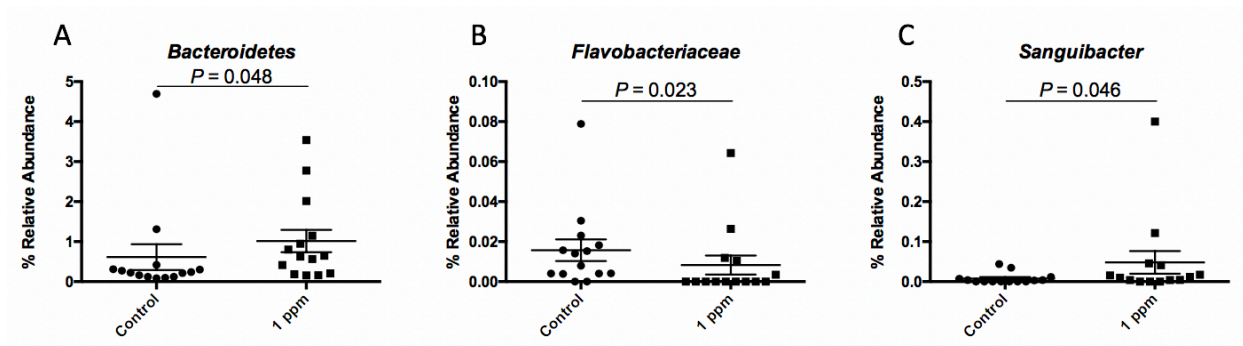 A
Bacteroidetes
P = 0.048
% Relative Abundance
5
4
3
2
1
0
Control
1 ppm
B
Flavobacteriaceae
P = 0.023
% Relative Abundance
0.10
0.08
0.06
0.04
0.02
0.00
Control
1 ppm
C
Sanguibacter
P = 0.046
% Relative Abundance
0.5
0.4
0.3
0.2
0.1
0.0
Control
1 ppm